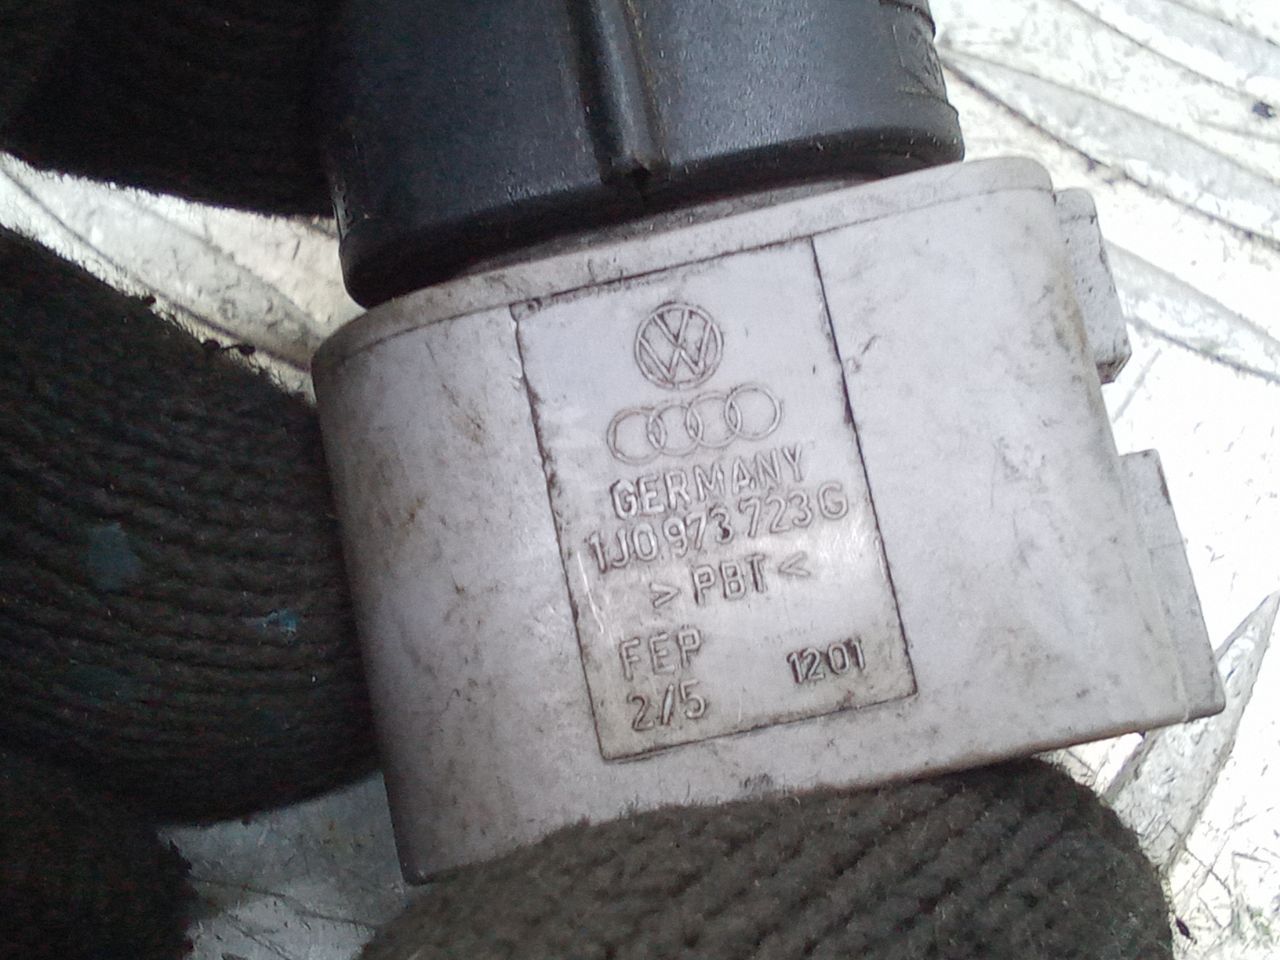 GERMANY
1J0 973 723 G
> PBT <
FEP 1201
2/5